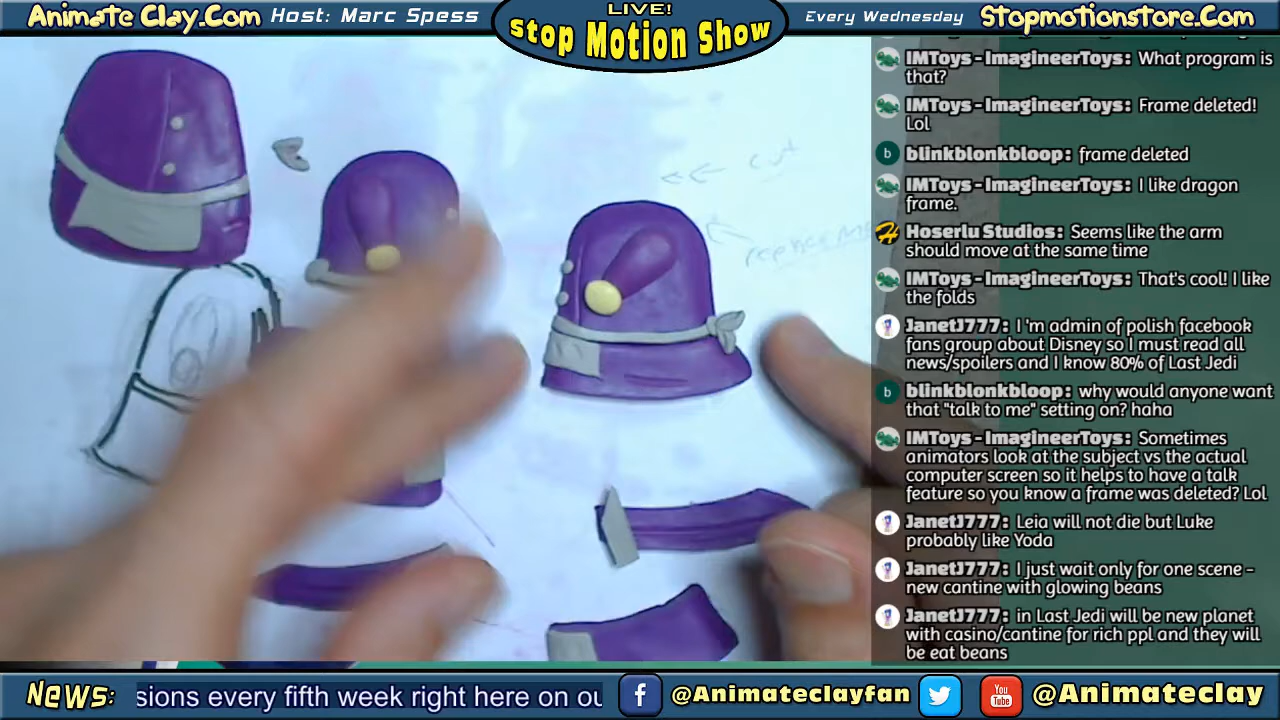 Animate Clay.Com Host: Marc Spess
LIVE!
Stop Motion Show
Every Wednesday Stopmotionstore.Com
IMToys - ImagineerToys: What program is
that?
IMToys - ImagineerToys: Frame deleted!
Lol
b blinkblonkbloop: frame deleted
IMToys - ImagineerToys: I like dragon
frame.
H Hoserlu Studios: Seems like the arm
should move at the same time
IMToys - ImagineerToys: That's cool! I like
the folds
JanetJ777: I 'm admin of polish facebook
fans group about Disney so I must read all
news/spoilers and I know 80% of Last Jedi
b blinkblonkbloop: why would anyone want
that "talk to me" setting on? haha
IMToys - ImagineerToys: Sometimes
animators look at the subject vs the actual
computer screen so it helps to have a talk
feature so you know a frame was deleted? Lol
JanetJ777: Leia will not die but Luke
probably like Yoda
JanetJ777: I just wait only for one scene -
new cantine with glowing beans
JanetJ777: in Last Jedi will be new planet
with casino/cantine for rich ppl and they will
be eat beans
cut
News: sions every fifth week right here on ou
f @Animateclayfan You Tube @Animateclay